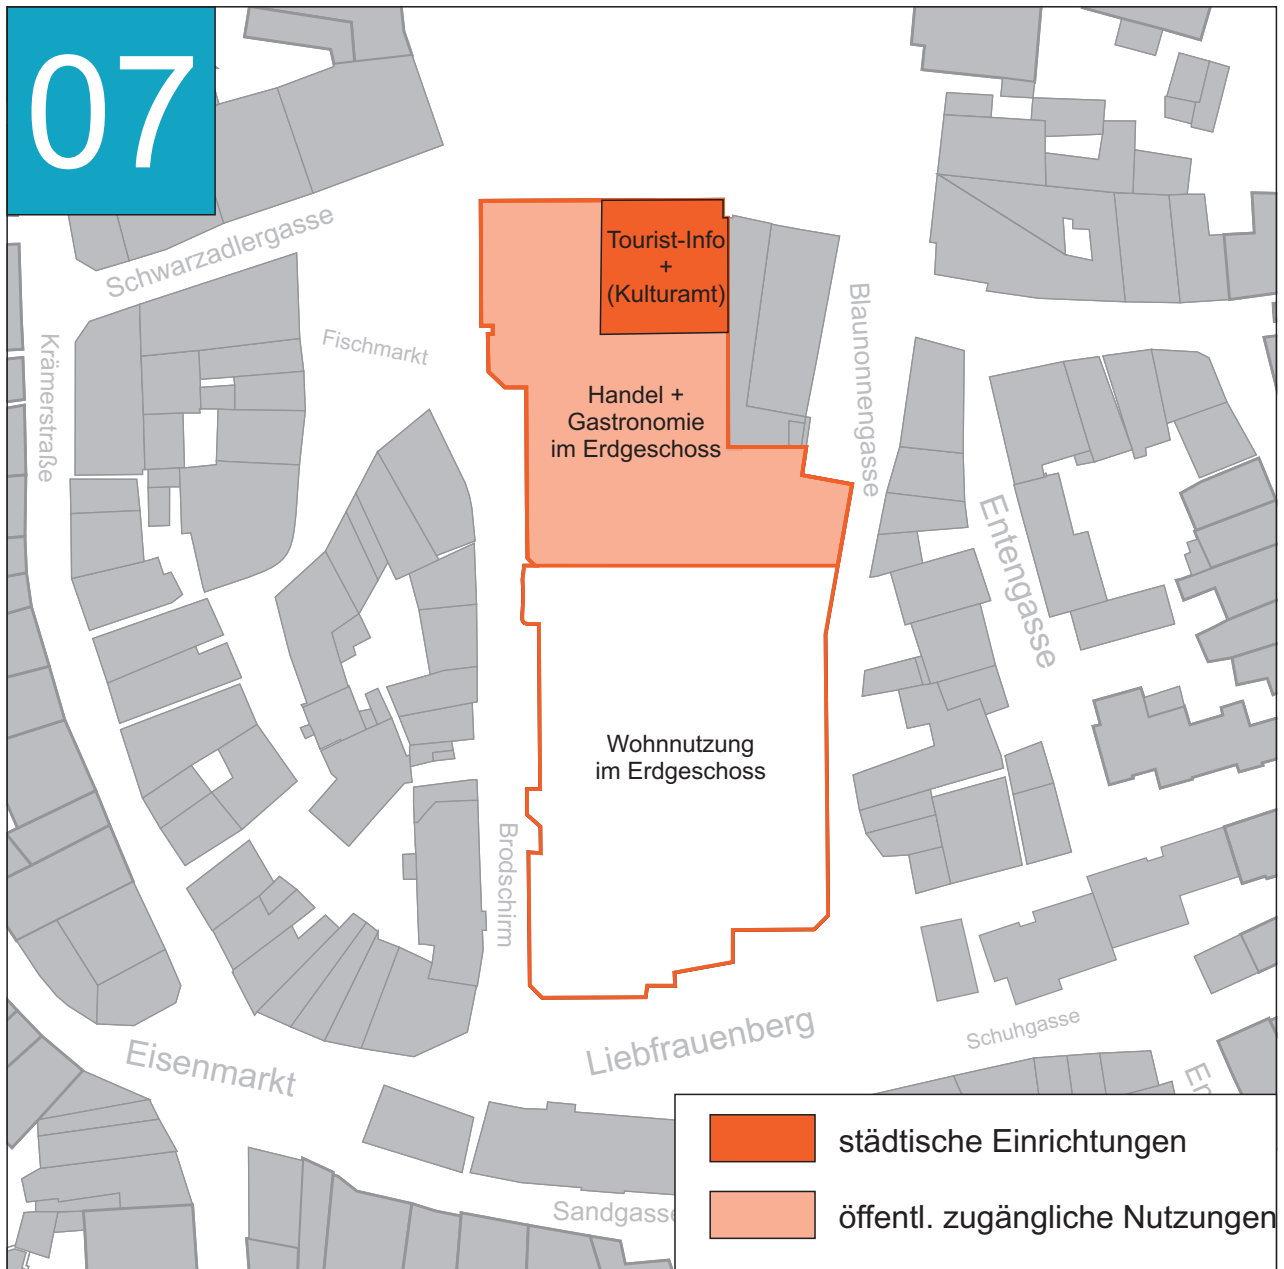 07
Schwarzadlergasse
Krämerstraße
Fischmarkt
Tourist-Info
+
(Kulturamt)
Blaunonnengasse
Handel +
Gastronomie
im Erdgeschoss
Entengasse
Wohnnutzung
im Erdgeschoss
Brodschirm
Eisenmarkt
Liebfrauenberg
Schuhgasse
städtische Einrichtungen
Sandgasse
öffentl. zugängliche Nutzungen